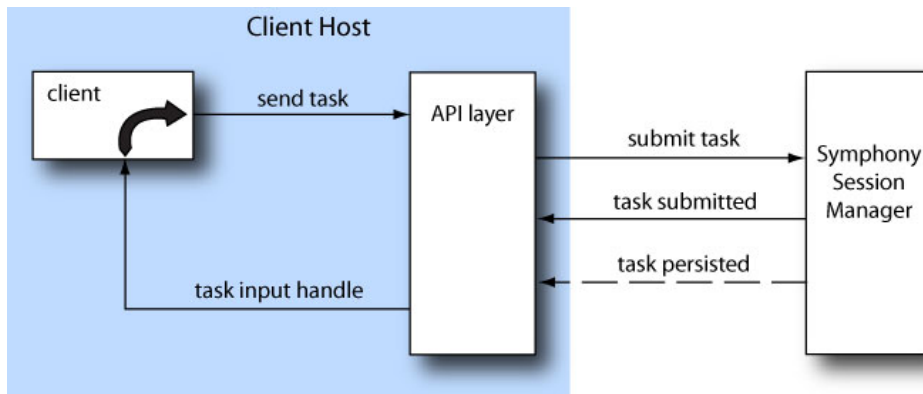 Client Host
client
send task
API layer
submit task
Symphony
Session
Manager
task submitted
task persisted
task input handle